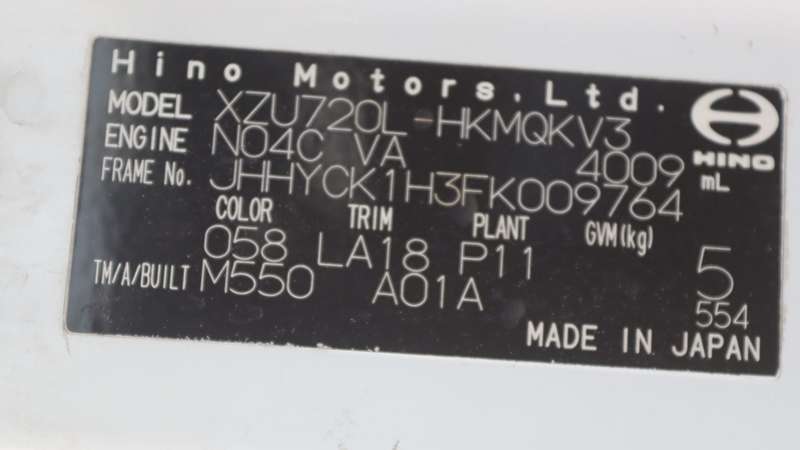 Hino Motors, Ltd.
MODEL XZU720L-HKMQKV3
ENGINE N04C VA 4009 mL
HINO
FRAME No. JHHYCK1H3FK009764
COLOR TRIM PLANT GVM(kg)
058 LA18 P11 5
TM/A/BUILT M550 A01A 554
MADE IN JAPAN